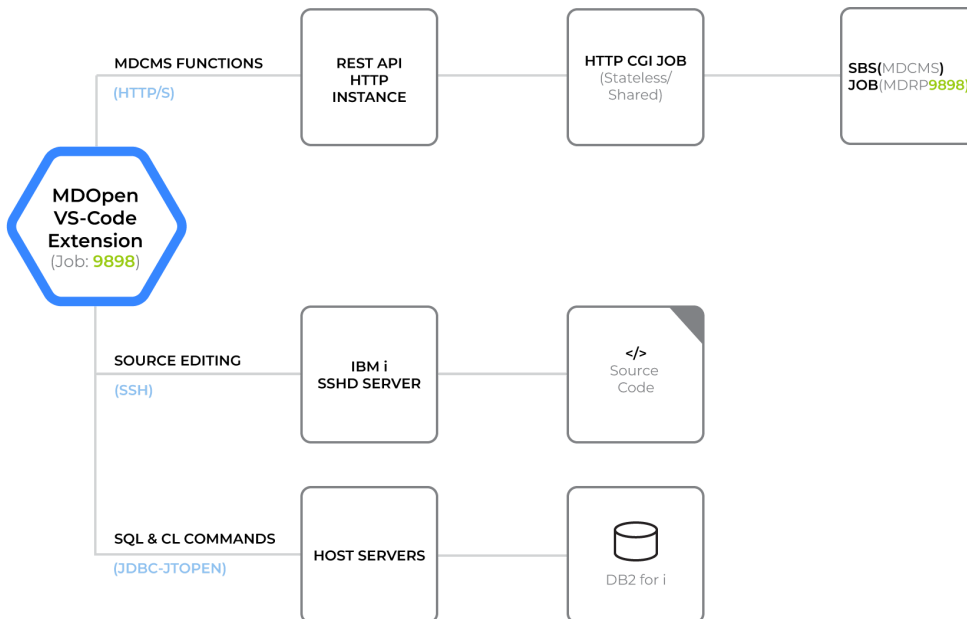 MDCMS FUNCTIONS
(HTTP/S)
REST API
HTTP
INSTANCE
HTTP CGI JOB
(Stateless/
Shared)
SBS(MDCMS)
JOB(MDRP9898)
MDOpen
VS-Code
Extension
(Job: 9898)
SOURCE EDITING
(SSH)
IBM i
SSHD SERVER
</>
Source
Code
SQL & CL COMMANDS
(JDBC-JTOPEN)
HOST SERVERS
DB2 for i